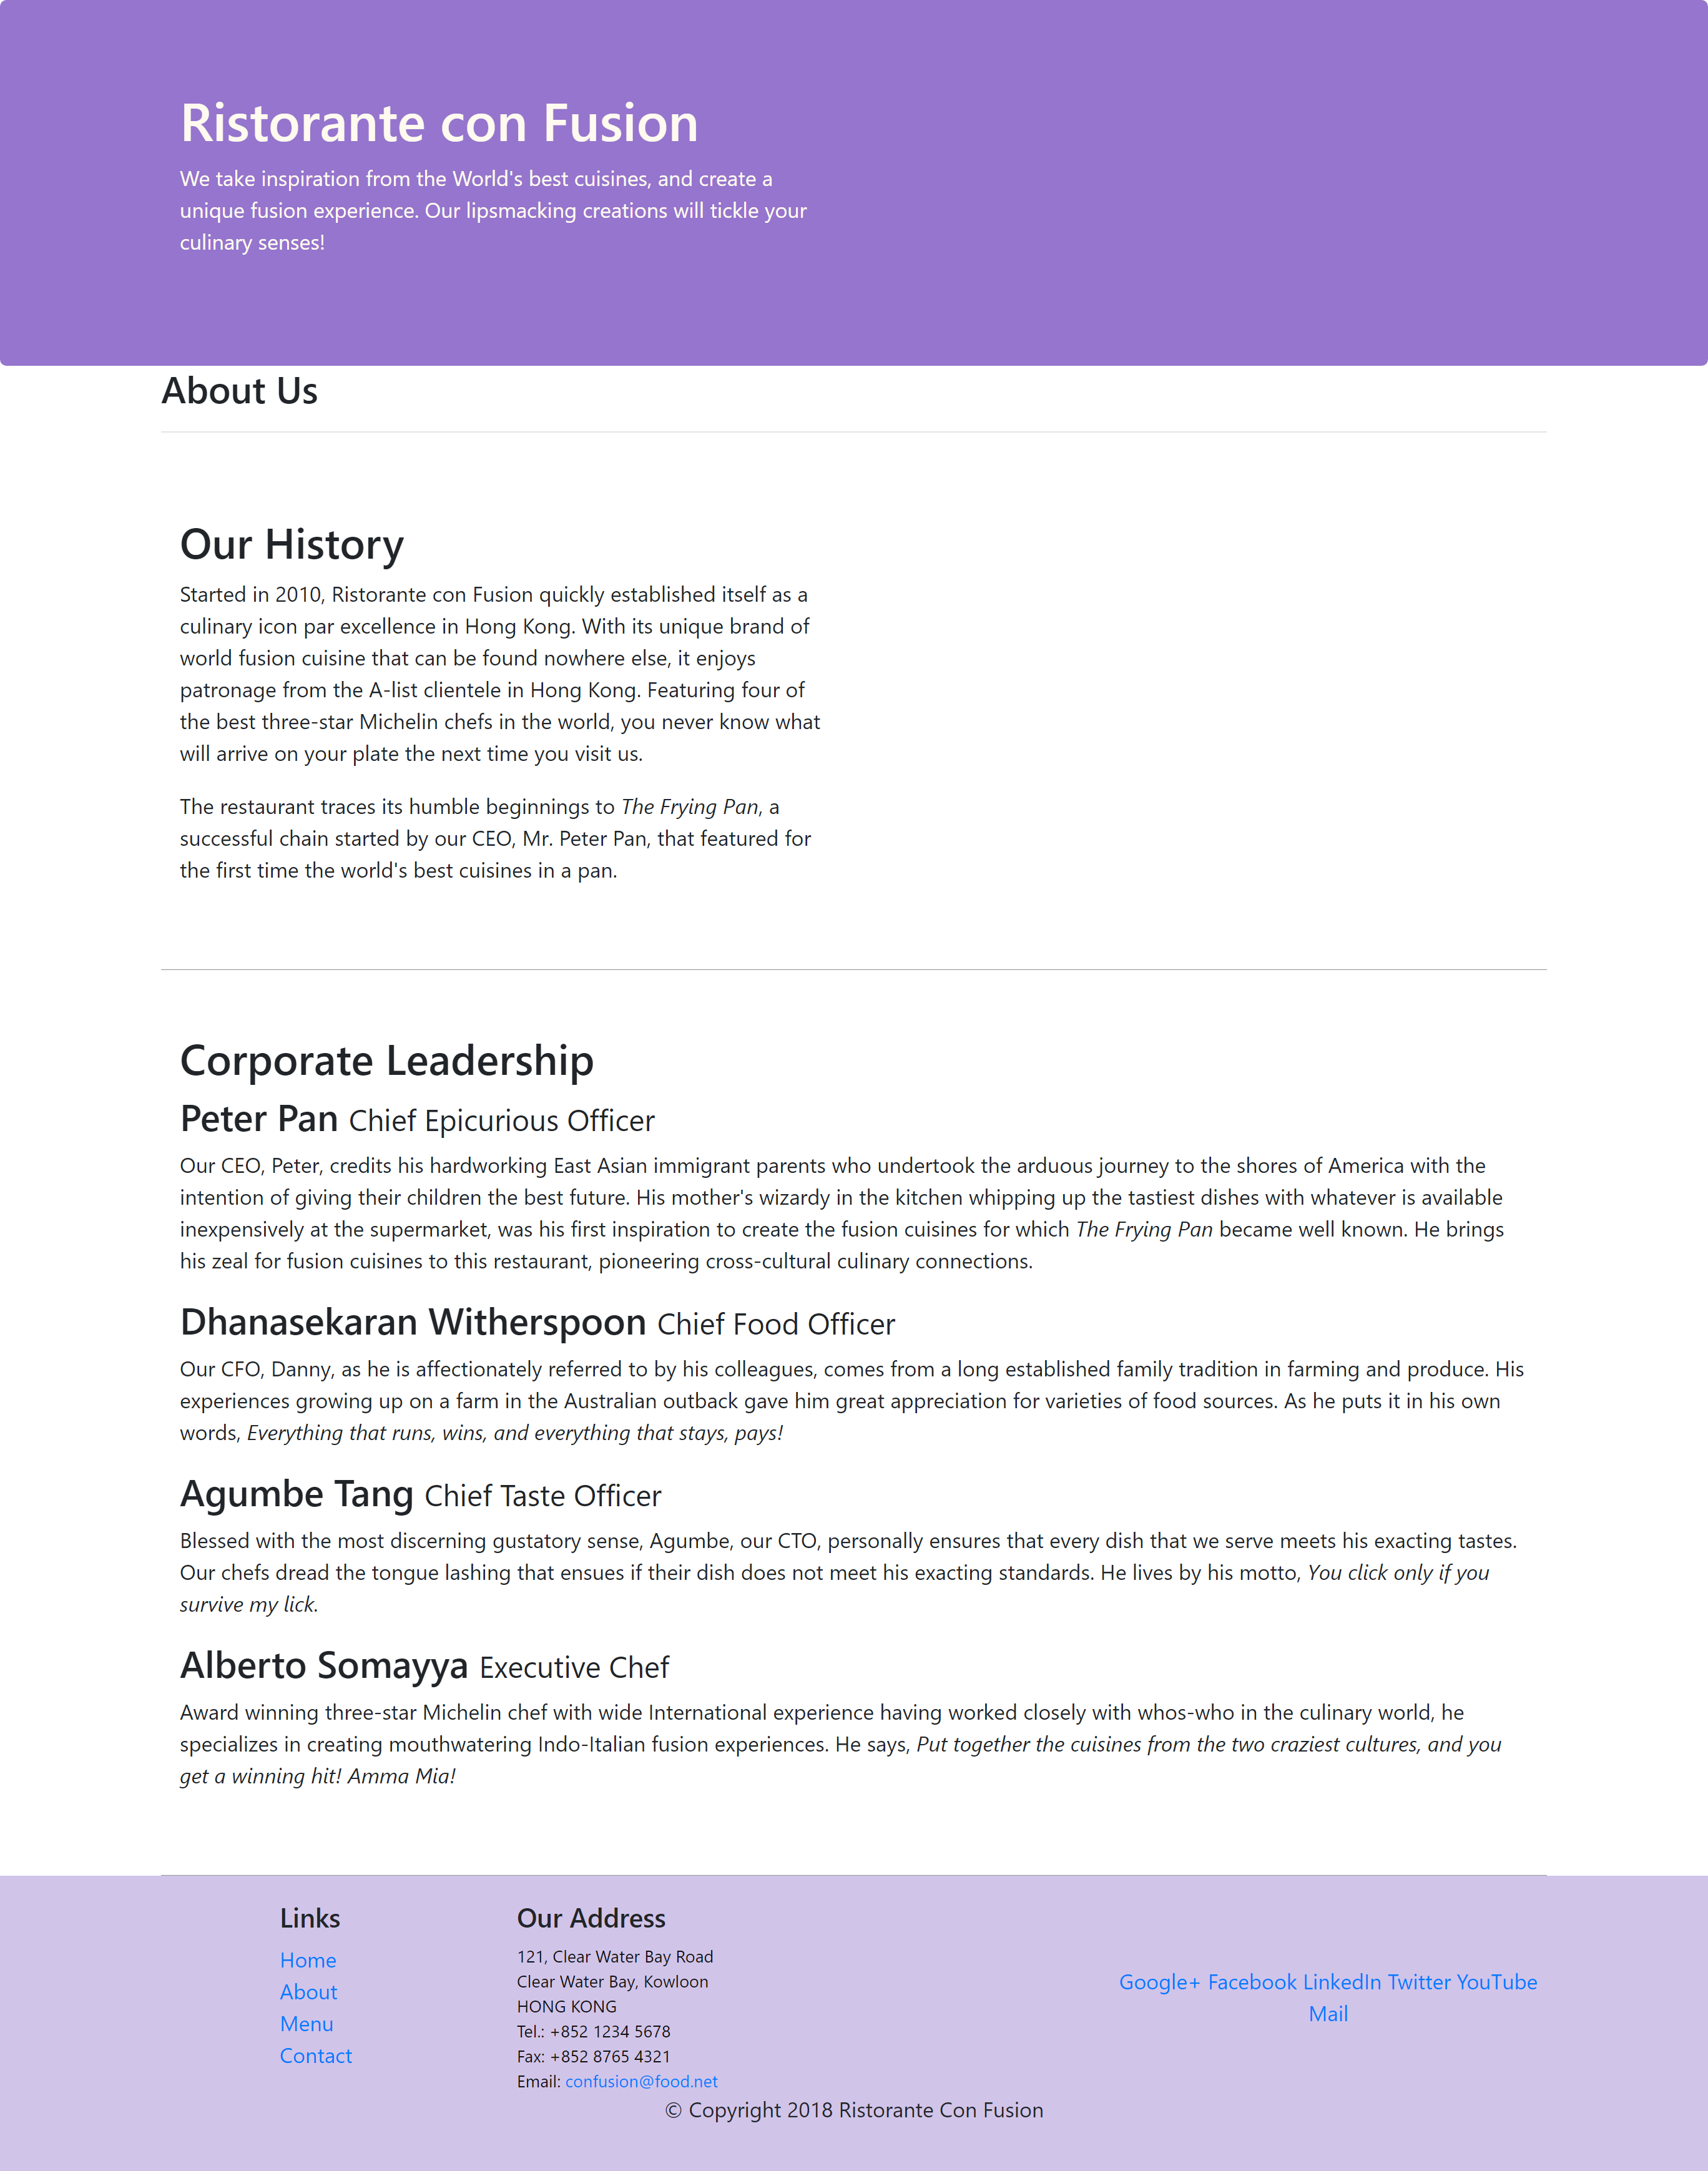 Ristorante con Fusion
We take inspiration from the World's best cuisines, and create a
unique fusion experience. Our lipsmacking creations will tickle your
culinary senses!
About Us
Our History
Started in 2010, Ristorante con Fusion quickly established itself as a
culinary icon par excellence in Hong Kong. With its unique brand of
world fusion cuisine that can be found nowhere else, it enjoys
patronage from the A-list clientele in Hong Kong. Featuring four of
the best three-star Michelin chefs in the world, you never know what
will arrive on your plate the next time you visit us.
The restaurant traces its humble beginnings to The Frying Pan, a
successful chain started by our CEO, Mr. Peter Pan, that featured for
the first time the world's best cuisines in a pan.
Corporate Leadership
Peter Pan Chief Epicurious Officer
Our CEO, Peter, credits his hardworking East Asian immigrant parents who undertook the arduous journey to the shores of America with the
intention of giving their children the best future. His mother's wizardy in the kitchen whipping up the tastiest dishes with whatever is available
inexpensively at the supermarket, was his first inspiration to create the fusion cuisines for which The Frying Pan became well known. He brings
his zeal for fusion cuisines to this restaurant, pioneering cross-cultural culinary connections.
Dhanasekaran Witherspoon Chief Food Officer
Our CFO, Danny, as he is affectionately referred to by his colleagues, comes from a long established family tradition in farming and produce. His
experiences growing up on a farm in the Australian outback gave him great appreciation for varieties of food sources. As he puts it in his own
words, Everything that runs, wins, and everything that stays, pays!
Agumbe Tang Chief Taste Officer
Blessed with the most discerning gustatory sense, Agumbe, our CTO, personally ensures that every dish that we serve meets his exacting tastes.
Our chefs dread the tongue lashing that ensues if their dish does not meet his exacting standards. He lives by his motto, You click only if you
survive my lick.
Alberto Somayya Executive Chef
Award winning three-star Michelin chef with wide International experience having worked closely with whos-who in the culinary world, he
specializes in creating mouthwatering Indo-Italian fusion experiences. He says, Put together the cuisines from the two craziest cultures, and you
get a winning hit! Amma Mia!
Links
Home
About
Menu
Contact
Our Address
121, Clear Water Bay Road
Clear Water Bay, Kowloon
HONG KONG
Tel.: +852 1234 5678
Fax: +852 8765 4321
Email: confusion@food.net
Google+ Facebook LinkedIn Twitter YouTube
Mail
© Copyright 2018 Ristorante Con Fusion